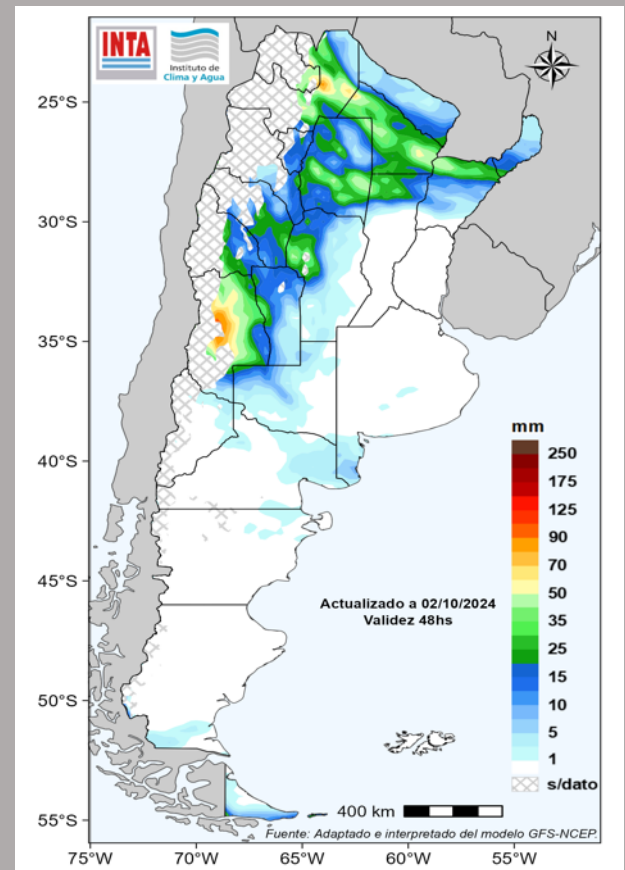 INTA
Instituto de
Clima y Agua
N
25°S
30°S
35°S
40°S
45°S
50°S
55°S
mm
250
175
125
90
70
50
35
25
15
10
5
1
s/dato
Actualizado a 02/10/2024
Validez 48hs
400 km
Fuente: Adaptado e interpretado del modelo GFS-NCEP.
75°W
70°W
65°W
60°W
55°W